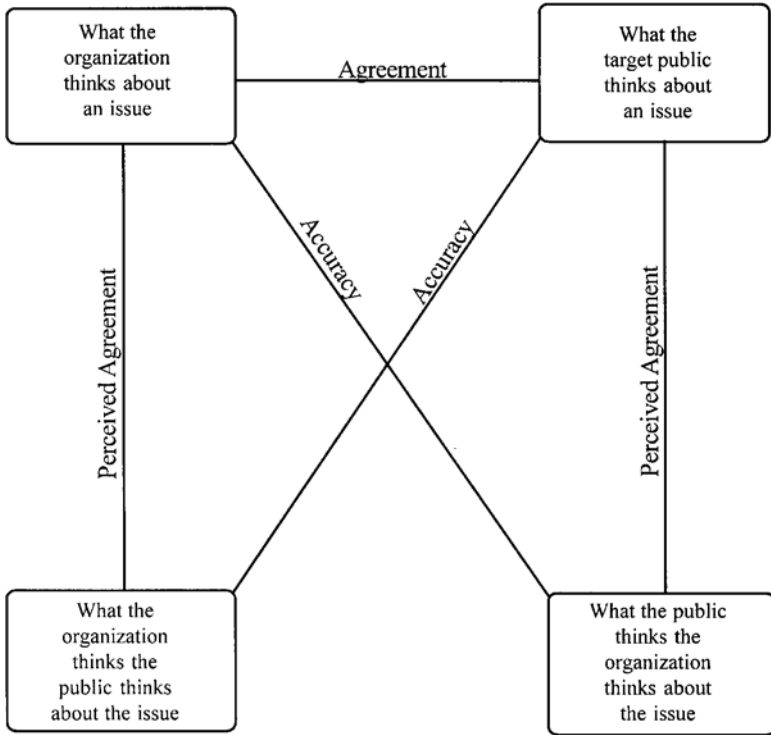 What the
organization
thinks about
an issue
Agreement
What the
target public
thinks about
an issue
Accuracy
Accuracy
Perceived Agreement
Perceived Agreement
What the
organization
thinks the
public thinks
about the issue
What the public
thinks the
organization
thinks about
the issue